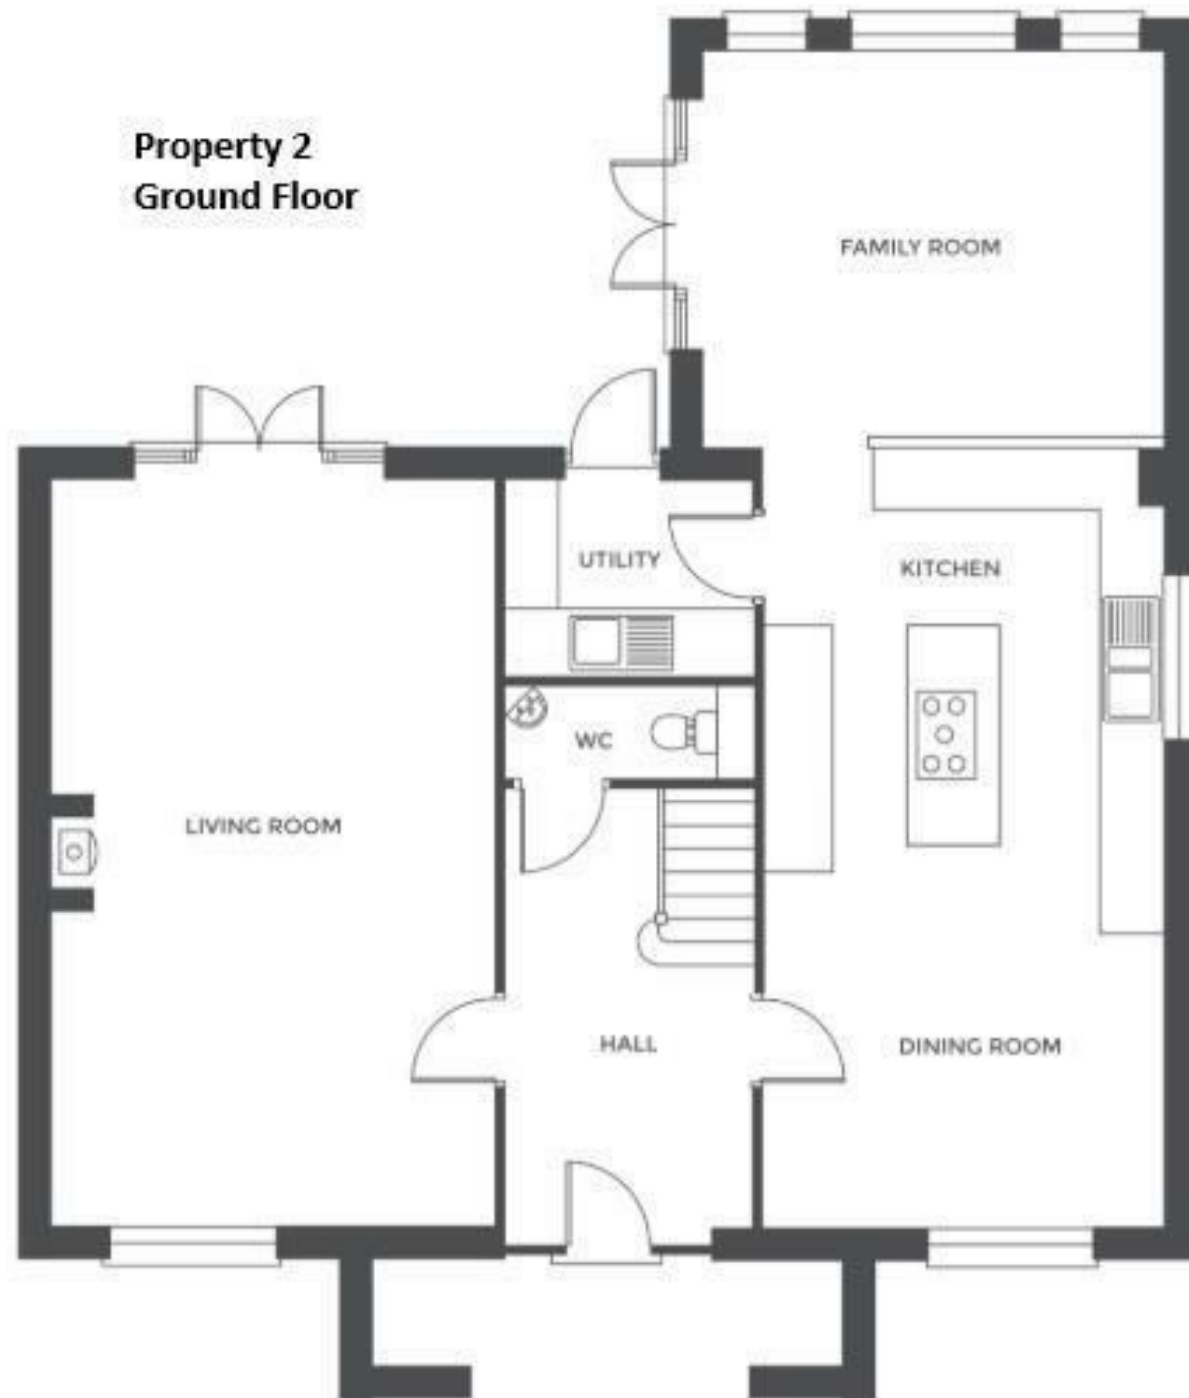 Property 2
Ground Floor
FAMILY ROOM
UTILITY
KITCHEN
WC
LIVING ROOM
HALL
DINING ROOM